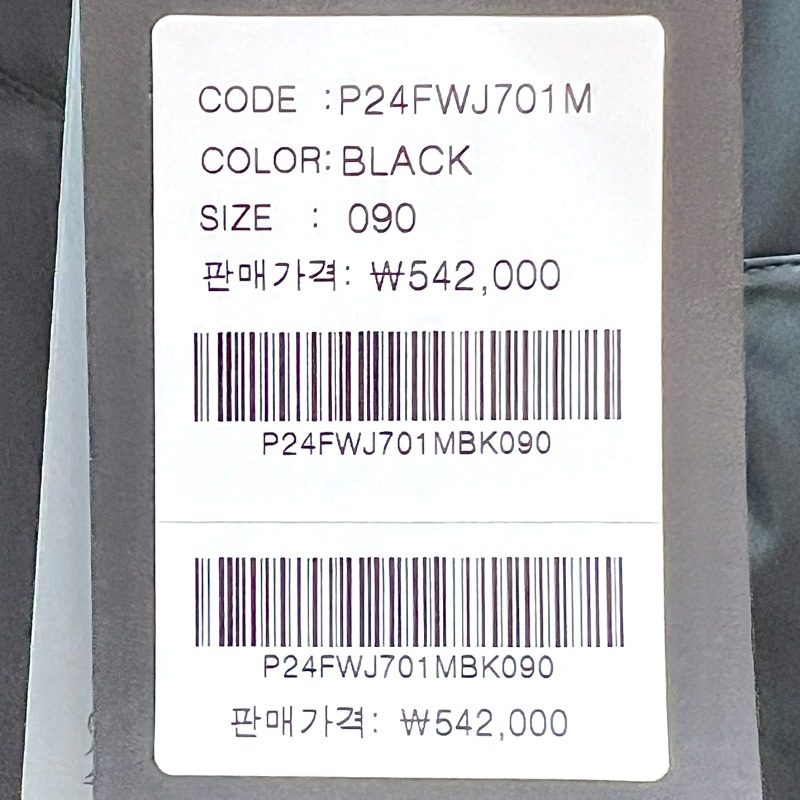 CODE :P24FWJ701M
COLOR:BLACK
SIZE : 090
판매가격: ₩542,000
P24FWJ701MBK090
P24FWJ701MBK090
판매가격: ₩542,000